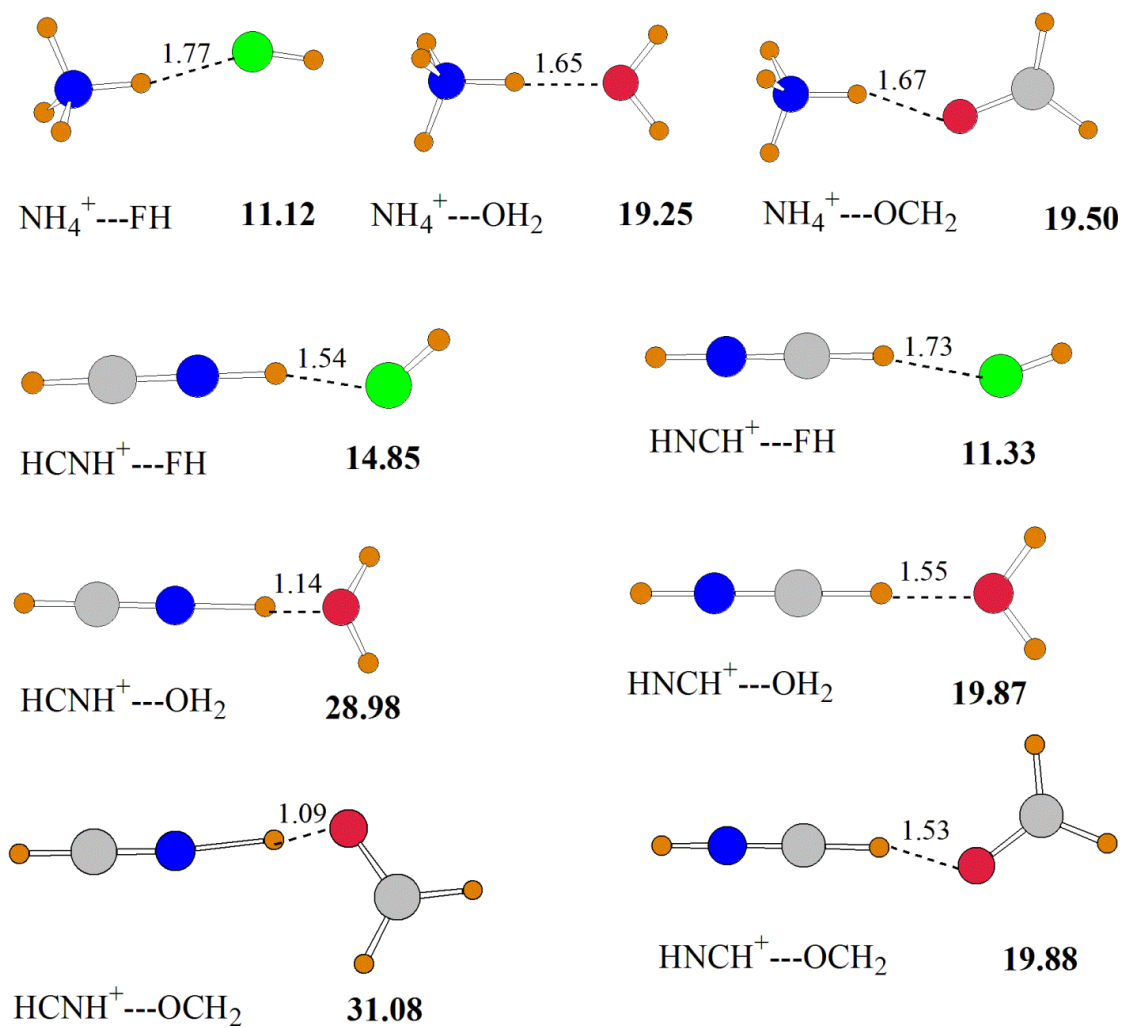 1.77
1.65
1.67
NH₄⁺---FH 11.12
NH₄⁺---OH₂ 19.25
NH₄⁺---OCH₂ 19.50
1.54
1.73
HCNH⁺---FH 14.85
HNCH⁺---FH 11.33
1.14
1.55
HCNH⁺---OH₂ 28.98
HNCH⁺---OH₂ 19.87
1.09
1.53
HCNH⁺---OCH₂ 31.08
HNCH⁺---OCH₂ 19.88